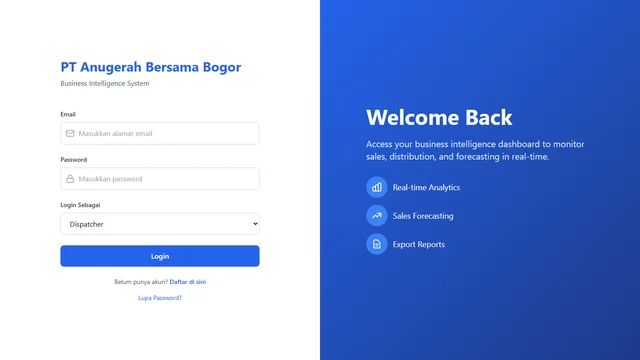 PT Anugerah Bersama Bogor
Business Intelligence System
Email
Masukkan alamat email
Password
Masukkan password
Login Sebagai
Dispatcher
Login
Belum punya akun? Daftar di sini
Lupa Password?
Welcome Back
Access your business intelligence dashboard to monitor
sales, distribution, and forecasting in real-time.
Real-time Analytics
Sales Forecasting
Export Reports